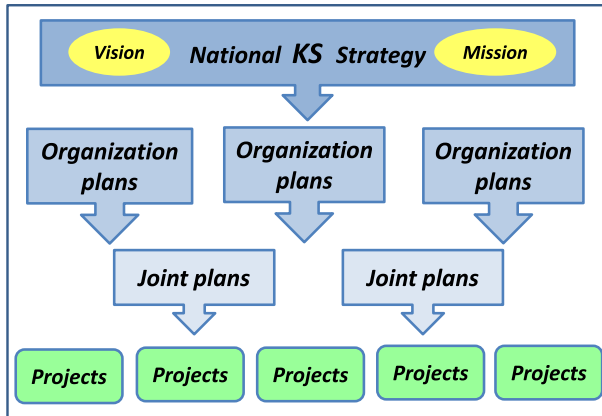 Vision National KS Strategy Mission
Organization plans
Organization plans
Organization plans
Joint plans
Joint plans
Projects
Projects
Projects
Projects
Projects